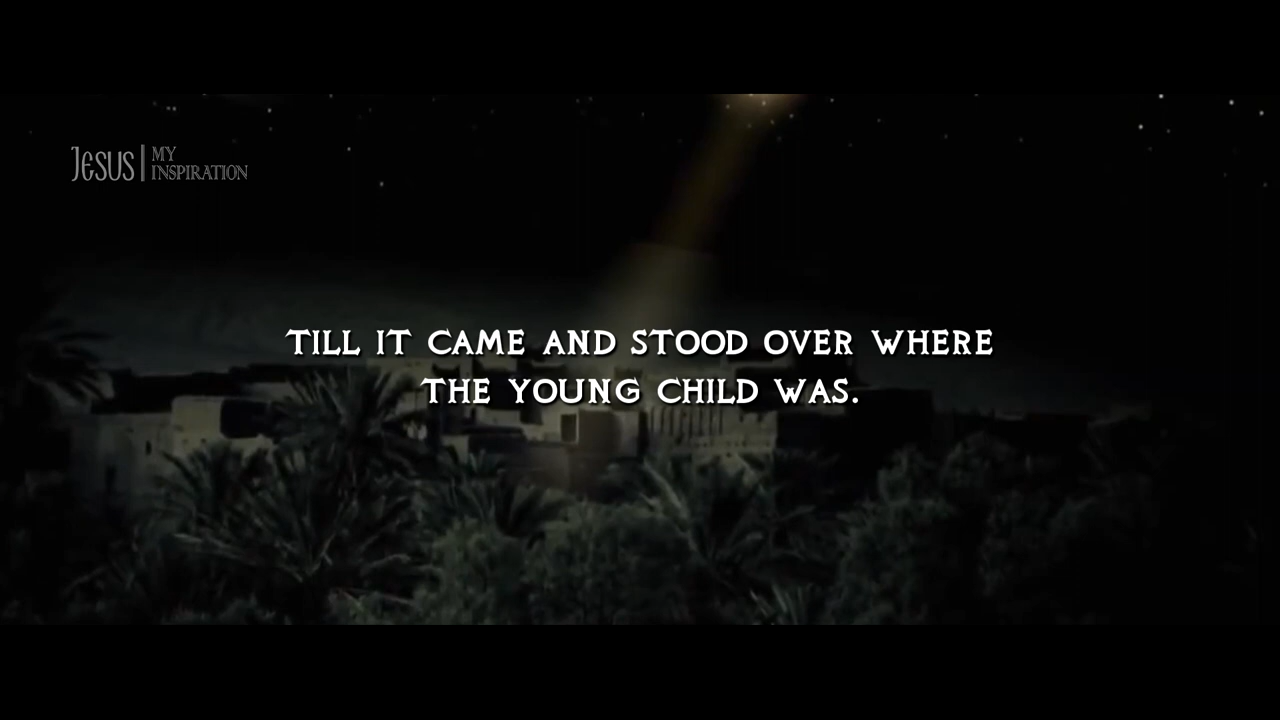 JESUS
MY
INSPIRATION
TILL IT CAME AND STOOD OVER WHERE
THE YOUNG CHILD WAS.